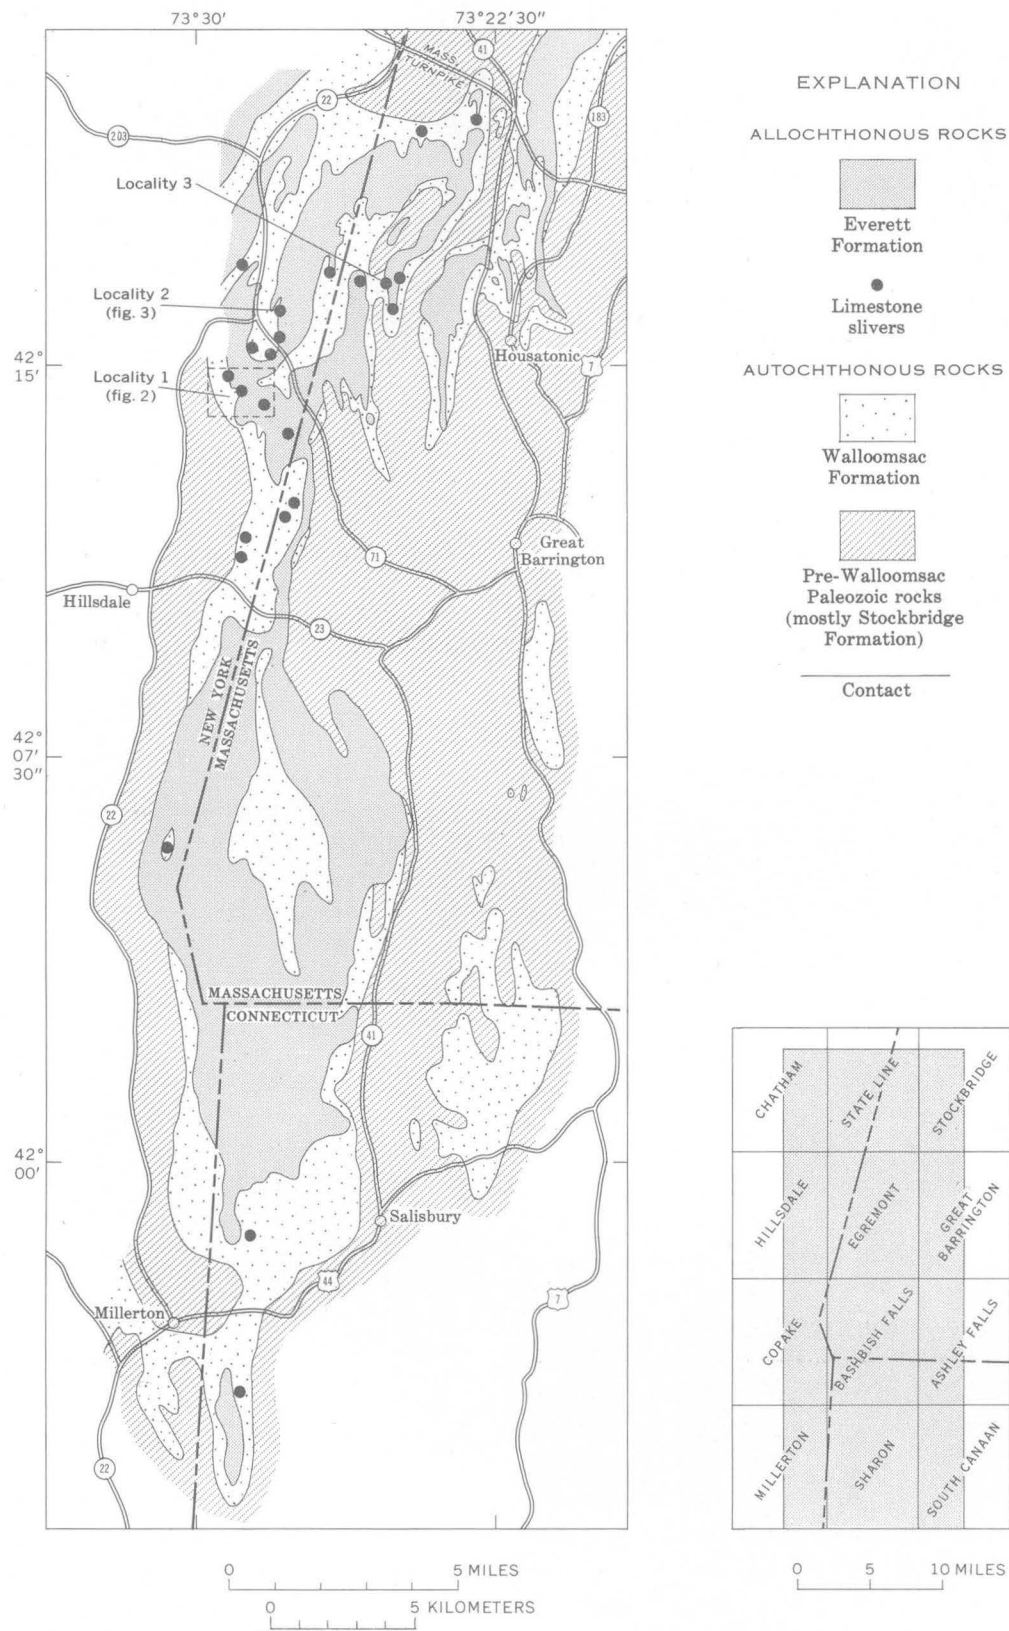 73°30′
73°22′30″
EXPLANATION
ALLOCHTHONOUS ROCKS
Everett
Formation
Limestone
slivers
AUTOCHTHONOUS ROCKS
Walloomsac
Formation
Pre-Walloomsac
Paleozoic rocks
(mostly Stockbridge
Formation)
Contact
MASS.
TURNPIKE
41
22
203
183
Locality 3
Locality 2
(fig. 3)
42°
15′
Locality 1
(fig. 2)
Housatonic
7
Great
Barrington
71
Hillsdale
23
NEW YORK
MASSACHUSETTS
42°
07′
30″
22
MASSACHUSETTS
CONNECTICUT
41
42°
00′
Salisbury
44
7
Millerton
22
0 5 MILES
0 5 KILOMETERS
CHATHAM
STATE LINE
STOCKBRIDGE
HILLSDALE
EGREMONT
GREAT
BARRINGTON
COPAKE
BASHBISH FALLS
ASHLEY FALLS
MILLERTON
SHARON
SOUTH CANAAN
0 5 10 MILES